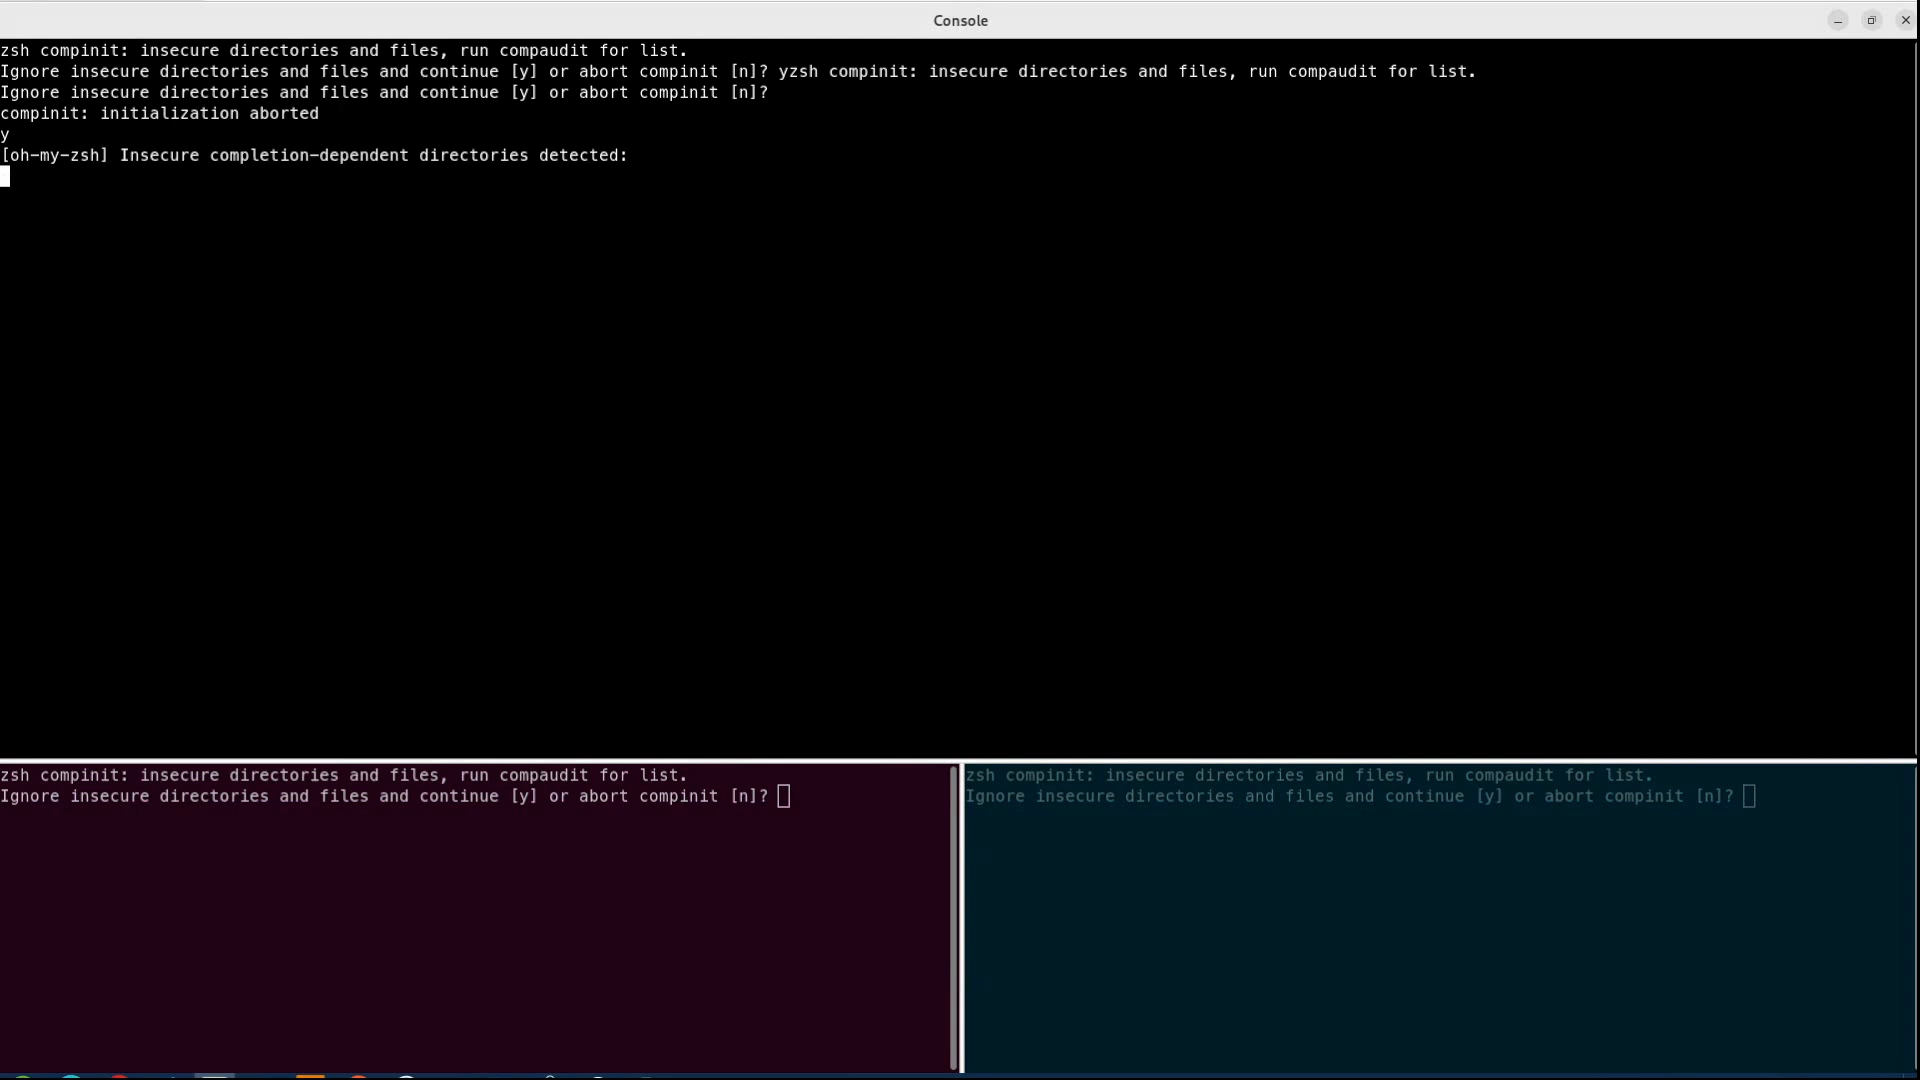 Console
zsh compinit: insecure directories and files, run compaudit for list.
Ignore insecure directories and files and continue [y] or abort compinit [n]? yzsh compinit: insecure directories and files, run compaudit for list.
Ignore insecure directories and files and continue [y] or abort compinit [n]?
compinit: initialization aborted
y
[oh-my-zsh] Insecure completion-dependent directories detected:
zsh compinit: insecure directories and files, run compaudit for list.
Ignore insecure directories and files and continue [y] or abort compinit [n]?
zsh compinit: insecure directories and files, run compaudit for list.
Ignore insecure directories and files and continue [y] or abort compinit [n]?